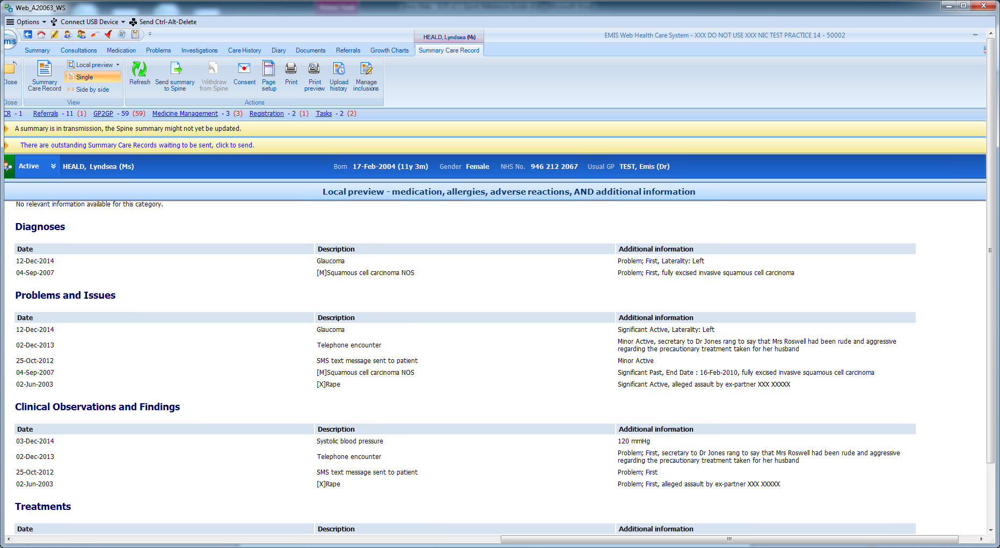 Web_A20063_WS
Options Connect USB Device Send Ctrl-Alt-Delete
HEALD, Lyndsea (Ms)
EMIS Web Health Care System - XXX DO NOT USE XXX NIC TEST PRACTICE 14 - 50002
Summary Consultations Medication Problems Investigations Care History Diary Documents Referrals Growth Charts Summary Care Record
Close
Summary Care Record
Local preview
Single
Side by side
Refresh
Send summary to Spine
Withdraw from Spine
Consent
Page setup
Print
Print preview
Upload history
Manage inclusions
Close View Actions
CR - 1 Referrals - 11 (1) GP2GP - 59 (59) Medicine Management - 3 (3) Registration - 2 (1) Tasks - 2 (2)
A summary is in transmission, the Spine summary might not yet be updated.
There are outstanding Summary Care Records waiting to be sent, click to send.
Active HEALD, Lyndsea (Ms) Born 17-Feb-2004 (11y 3m) Gender Female NHS No. 946 212 2067 Usual GP TEST, Emis (Dr)
Local preview - medication, allergies, adverse reactions, AND additional information
No relevant information available for this category.
Diagnoses
Date Description Additional information
12-Dec-2014 Glaucoma Problem; First, Laterality: Left
04-Sep-2007 [M]Squamous cell carcinoma NOS Problem; First, fully excised invasive squamous cell carcinoma
Problems and Issues
Date Description Additional information
12-Dec-2014 Glaucoma Significant Active, Laterality: Left
02-Dec-2013 Telephone encounter Minor Active, secretary to Dr Jones rang to say that Mrs Roswell had been rude and aggressive
regarding the precautionary treatment taken for her husband
25-Oct-2012 SMS text message sent to patient Minor Active
04-Sep-2007 [M]Squamous cell carcinoma NOS Significant Past, End Date : 16-Feb-2010, fully excised invasive squamous cell carcinoma
02-Jun-2003 [X]Rape Significant Active, alleged assault by ex-partner XXX XXXXX
Clinical Observations and Findings
Date Description Additional information
03-Dec-2014 Systolic blood pressure 120 mmHg
02-Dec-2013 Telephone encounter Problem; First, secretary to Dr Jones rang to say that Mrs Roswell had been rude and aggressive
regarding the precautionary treatment taken for her husband
25-Oct-2012 SMS text message sent to patient Problem; First
02-Jun-2003 [X]Rape Problem; First, alleged assault by ex-partner XXX XXXXX
Treatments
Date Description Additional information